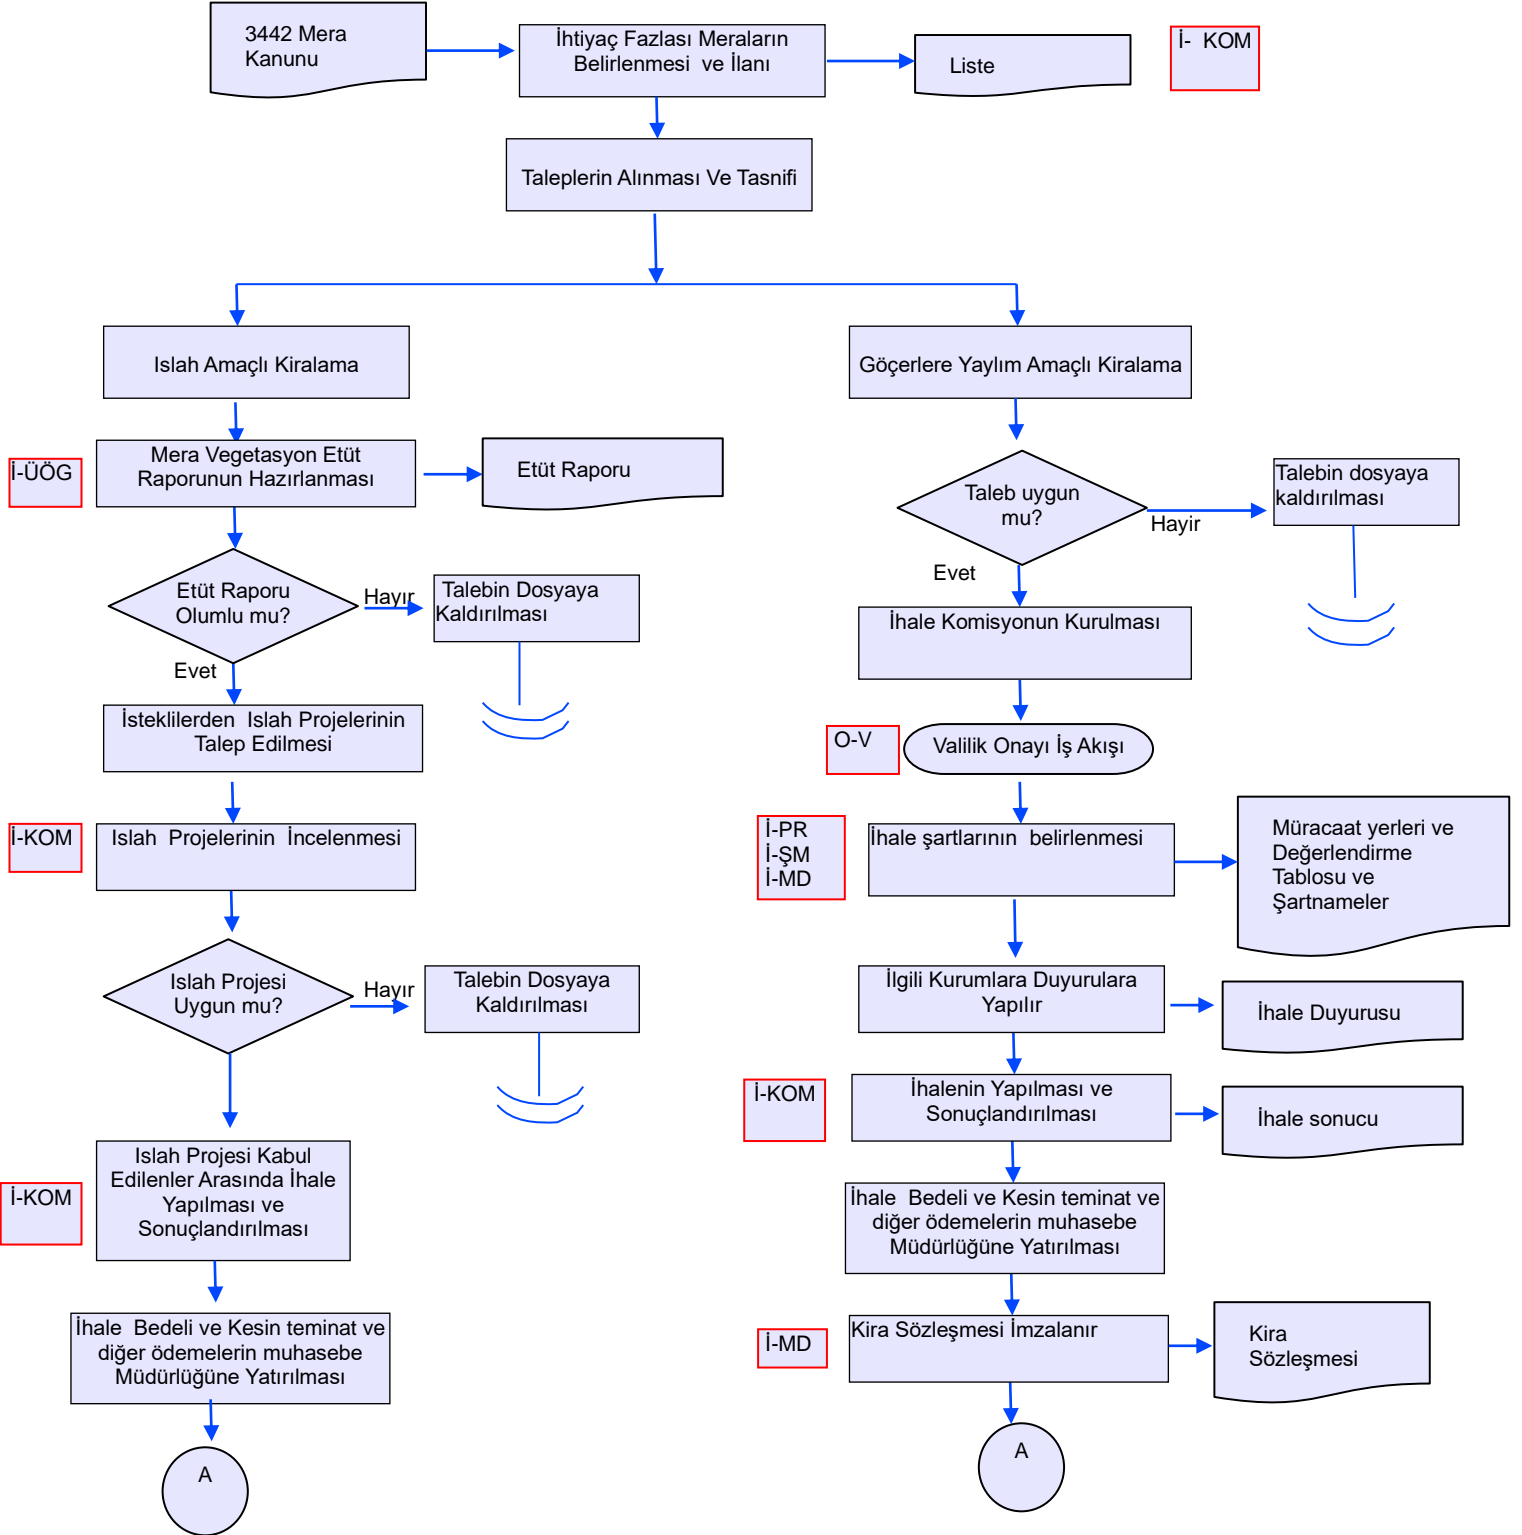 3442 Mera
Kanunu
İhtiyaç Fazlası Meraların
Belirlenmesi ve İlanı
Liste
İ- KOM
Taleplerin Alınması Ve Tasnifi
Islah Amaçlı Kiralama
Göçerlere Yaylım Amaçlı Kiralama
İ-ÜÖG
Mera Vegetasyon Etüt
Raporunun Hazırlanması
Etüt Raporu
Etüt Raporu
Olumlu mu?
Hayır
Talebin Dosyaya
Kaldırılması
Evet
İsteklilerden Islah Projelerinin
Talep Edilmesi
İ-KOM
Islah Projelerinin İncelenmesi
Islah Projesi
Uygun mu?
Hayır
Talebin Dosyaya
Kaldırılması
İ-KOM
Islah Projesi Kabul
Edilenler Arasında İhale
Yapılması ve
Sonuçlandırılması
İhale Bedeli ve Kesin teminat ve
diğer ödemelerin muhasebe
Müdürlüğüne Yatırılması
A
Taleb uygun
mu?
Hayir
Talebin dosyaya
kaldırılması
Evet
İhale Komisyonun Kurulması
O-V
Valilik Onayı İş Akışı
İ-PR
İ-ŞM
İ-MD
İhale şartlarının belirlenmesi
Müracaat yerleri ve
Değerlendirme
Tablosu ve
Şartnameler
İlgili Kurumlara Duyurulara
Yapılır
İhale Duyurusu
İ-KOM
İhalenin Yapılması ve
Sonuçlandırılması
İhale sonucu
İhale Bedeli ve Kesin teminat ve
diğer ödemelerin muhasebe
Müdürlüğüne Yatırılması
İ-MD
Kira Sözleşmesi İmzalanır
Kira
Sözleşmesi
A